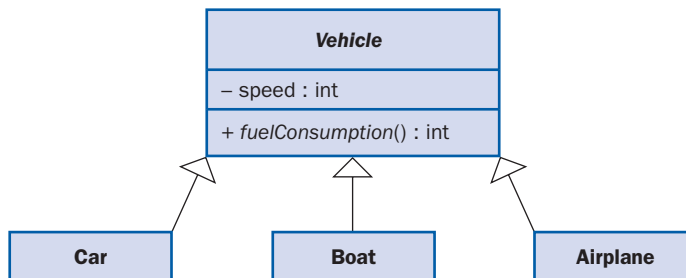 Vehicle
– speed : int
+ fuelConsumption() : int
Car
Boat
Airplane